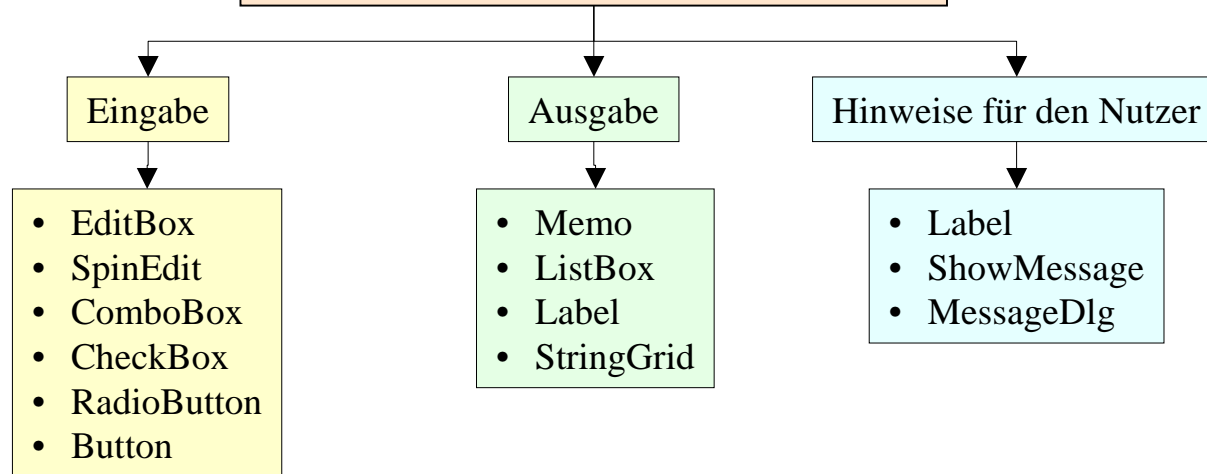 Eingabe
Ausgabe
Hinweise für den Nutzer
• EditBox
• SpinEdit
• ComboBox
• CheckBox
• RadioButton
• Button
• Memo
• ListBox
• Label
• StringGrid
• Label
• ShowMessage
• MessageDlg